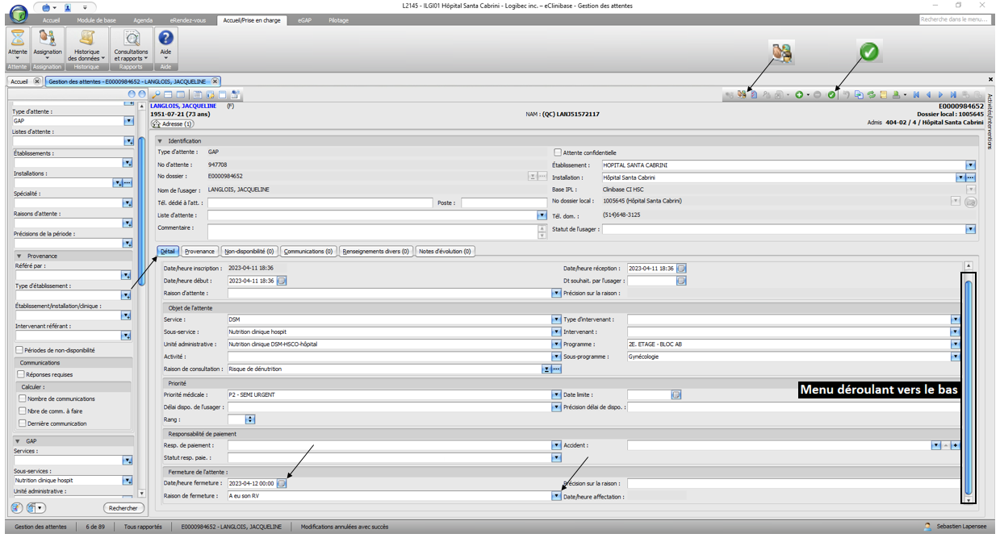 L2145 - ILGI01 Hôpital Santa Cabrini - Logibec inc. – eClinibase - Gestion des attentes
Accueil Module de base Agenda eRendez-vous Accueil/Prise en charge eGAP Pilotage
Recherche dans le menu...
Attente Assignation Historique des données Consultations et rapports Aide
Attente Assignation Historique Rapports Aide
Accueil Gestion des attentes - E0000984652 - LANGLOIS, JACQUELINE
LANGLOIS, JACQUELINE (F) E0000984652
1951-07-21 (73 ans) NAM : (QC) LANJ51572117 Dossier local : 1005645
Adresse (1) Admis 404-02 / 4 / Hôpital Santa Cabrini
Activités/interventions
Type d'attente :
GAP
Listes d'attente :
Établissements :
Installations :
Spécialité :
Raisons d'attente :
Précisions de la période :
Provenance
Référé par :
Type d'établissement :
Établissement/installation/clinique :
Intervenant référant :
Périodes de non-disponibilité
Communications
Réponses requises
Calculer :
Nombre de communications
Nbre de comm. à faire
Dernière communication
GAP
Services :
Sous-services :
Nutrition clinique hospit
Unité administrative :
Rechercher
Identification
Type d'attente : GAP Attente confidentielle
No d'attente : 947708 Établissement : HOPITAL SANTA CABRINI
No dossier : E0000984652 Installation : Hôpital Santa Cabrini
Nom de l'usager : LANGLOIS, JACQUELINE Base IPL : Clinibase CI HSC
Tél. dédié à l'att. : Poste : No dossier local : 1005645 (Hôpital Santa Cabrini)
Liste d'attente : Tél. dom. : (514)648-3125
Commentaire : Statut de l'usager :
Détail Provenance Non-disponibilité (0) Communications (0) Renseignements divers (0) Notes d'évolution (0)
Date/heure inscription : 2023-04-11 18:36 Date/heure réception : 2023-04-11 18:36
Date/heure début : 2023-04-11 18:36 Dt souhait. par l'usager :
Raison d'attente : Précision sur la raison :
Objet de l'attente
Service : DSM Type d'intervenant :
Sous-service : Nutrition clinique hospit Intervenant :
Unité administrative : Nutrition clinique DSM-HSCO-hôpital Programme : 2E. ETAGE - BLOC AB
Activité : Sous-programme : Gynécologie
Raison de consultation : Risque de dénutrition
Priorité
Menu déroulant vers le bas
Priorité médicale : P2 - SEMI URGENT Date limite :
Délai dispo. de l'usager : Précision délai de dispo. :
Rang :
Responsabilité de paiement
Resp. de paiement : Accident :
Statut resp. paie. :
Fermeture de l'attente :
Date/heure fermeture : 2023-04-12 00:00 Précision sur la raison :
Raison de fermeture : A eu son RV Date/heure affectation :
Gestion des attentes 6 de 89 Tous rapportés E0000984652 - LANGLOIS, JACQUELINE Modifications annulées avec succès Sebastien Lapensee